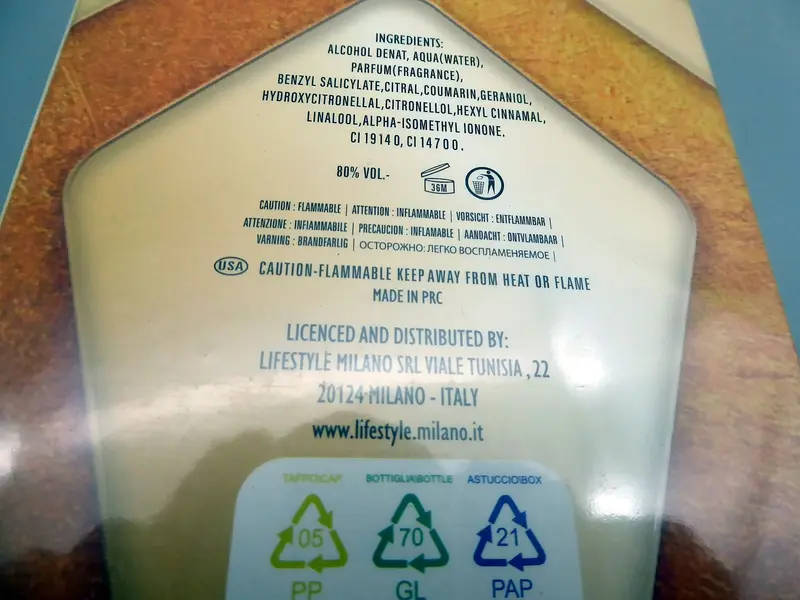 INGREDIENTS:
ALCOHOL DENAT, AQUA(WATER),
PARFUM(FRAGRANCE),
BENZYL SALICYLATE,CITRAL,COUMARIN,GERANIOL,
HYDROXYCITRONELLAL,CITRONELLOL,HEXYL CINNAMAL,
LINALOOL,ALPHA-ISOMETHYL IONONE.
CI 19140, CI 14700.
80% VOL.-
36M
CAUTION : FLAMMABLE | ATTENTION : INFLAMMABLE | VORSICHT : ENTFLAMMBAR |
ATTENZIONE : INFIAMMABILE | PRECAUCION : INFLAMABLE | AANDACHT : ONTVLAMBAAR |
VARNING : BRANDFARLIG | ОСТОРОЖНО: ЛЕГКО ВОСПЛАМЕНЯЕМОЕ |
USA CAUTION-FLAMMABLE KEEP AWAY FROM HEAT OR FLAME
MADE IN PRC
LICENCED AND DISTRIBUTED BY:
LIFESTYLE MILANO SRL VIALE TUNISIA , 22
20124 MILANO - ITALY
www.lifestyle.milano.it
TAPPO\CAP BOTTIGLIA\BOTTLE ASTUCCIO\BOX
05 70 21
PP GL PAP